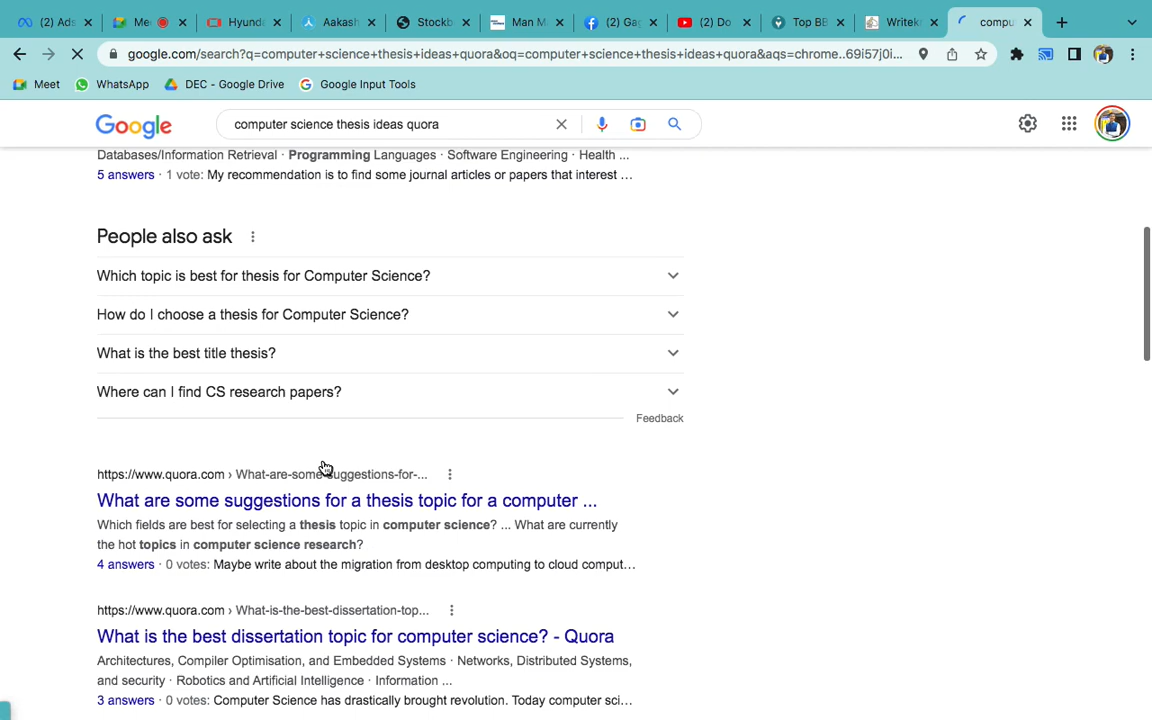 (2) Ads
Me
Hyunda
Aakash
Stockb
Man M
(2) Gag
(2) Do
Top BE
Writek
compu
google.com/search?q=computer+science+thesis+ideas+quora&oq=computer+science+thesis+ideas+quora&aqs=chrome..69i57j0i...
Meet
WhatsApp
DEC - Google Drive
Google Input Tools
Google
computer science thesis ideas quora
Databases/Information Retrieval · Programming Languages · Software Engineering · Health ...
5 answers · 1 vote: My recommendation is to find some journal articles or papers that interest ...
People also ask
Which topic is best for thesis for Computer Science?
How do I choose a thesis for Computer Science?
What is the best title thesis?
Where can I find CS research papers?
Feedback
https://www.quora.com › What-are-some-suggestions-for-...
What are some suggestions for a thesis topic for a computer ...
Which fields are best for selecting a thesis topic in computer science? ... What are currently
the hot topics in computer science research?
4 answers · 0 votes: Maybe write about the migration from desktop computing to cloud comput...
https://www.quora.com › What-is-the-best-dissertation-top...
What is the best dissertation topic for computer science? - Quora
Architectures, Compiler Optimisation, and Embedded Systems · Networks, Distributed Systems,
and security · Robotics and Artificial Intelligence · Information ...
3 answers · 0 votes: Computer Science has drastically brought revolution. Today computer sci...